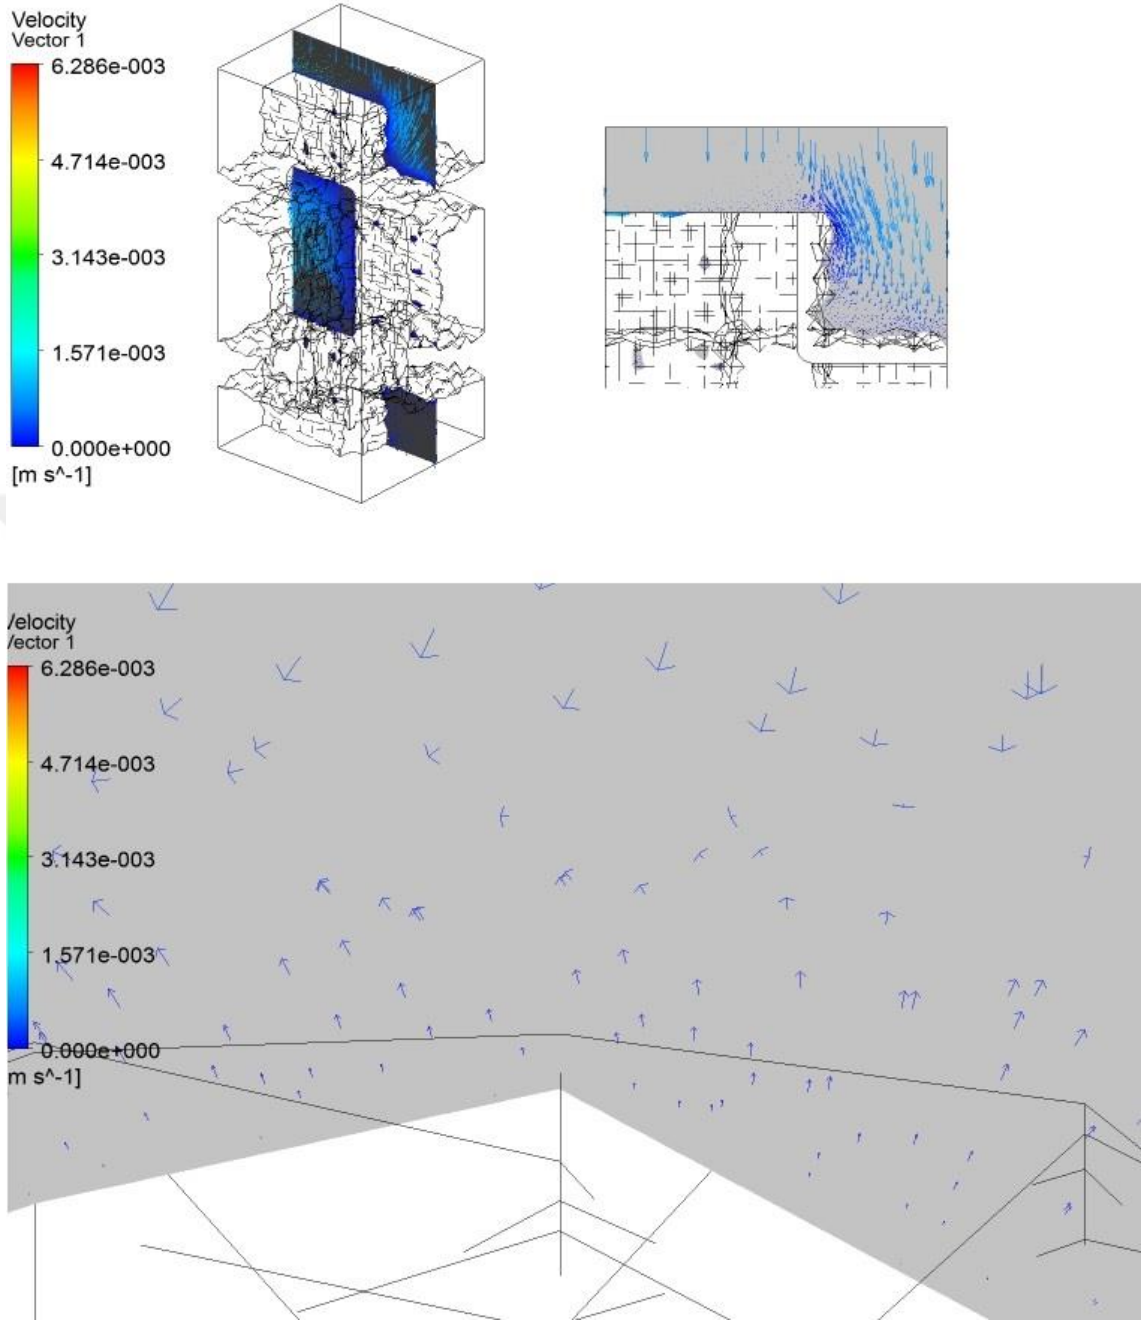 Velocity
Vector 1
6.286e-003
4.714e-003
3.143e-003
1.571e-003
0.000e+000
[m s^-1]
/elocity
/ector 1
6.286e-003
4.714e-003
3.143e-003
1.571e-003
0.000e+000
m s^-1]